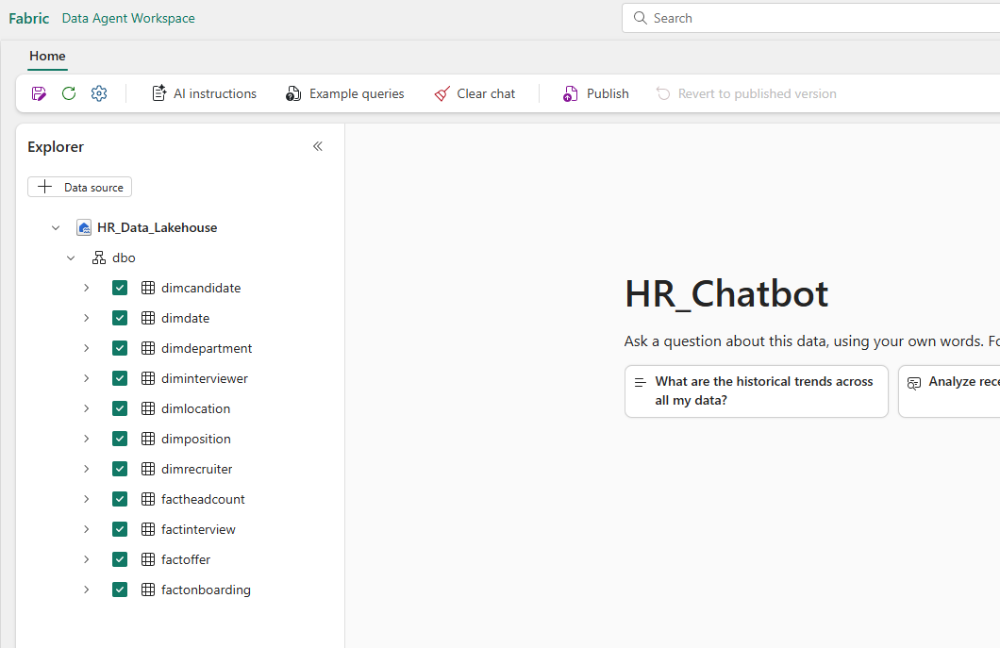 Fabric Data Agent Workspace
Search
Home
AI instructions Example queries Clear chat Publish Revert to published version
Explorer
Data source
HR_Data_Lakehouse
dbo
dimcandidate
dimdate
dimdepartment
diminterviewer
dimlocation
dimposition
dimrecruiter
factheadcount
factinterview
factoffer
factonboarding
HR_Chatbot
Ask a question about this data, using your own words.
What are the historical trends across
all my data?
Analyze